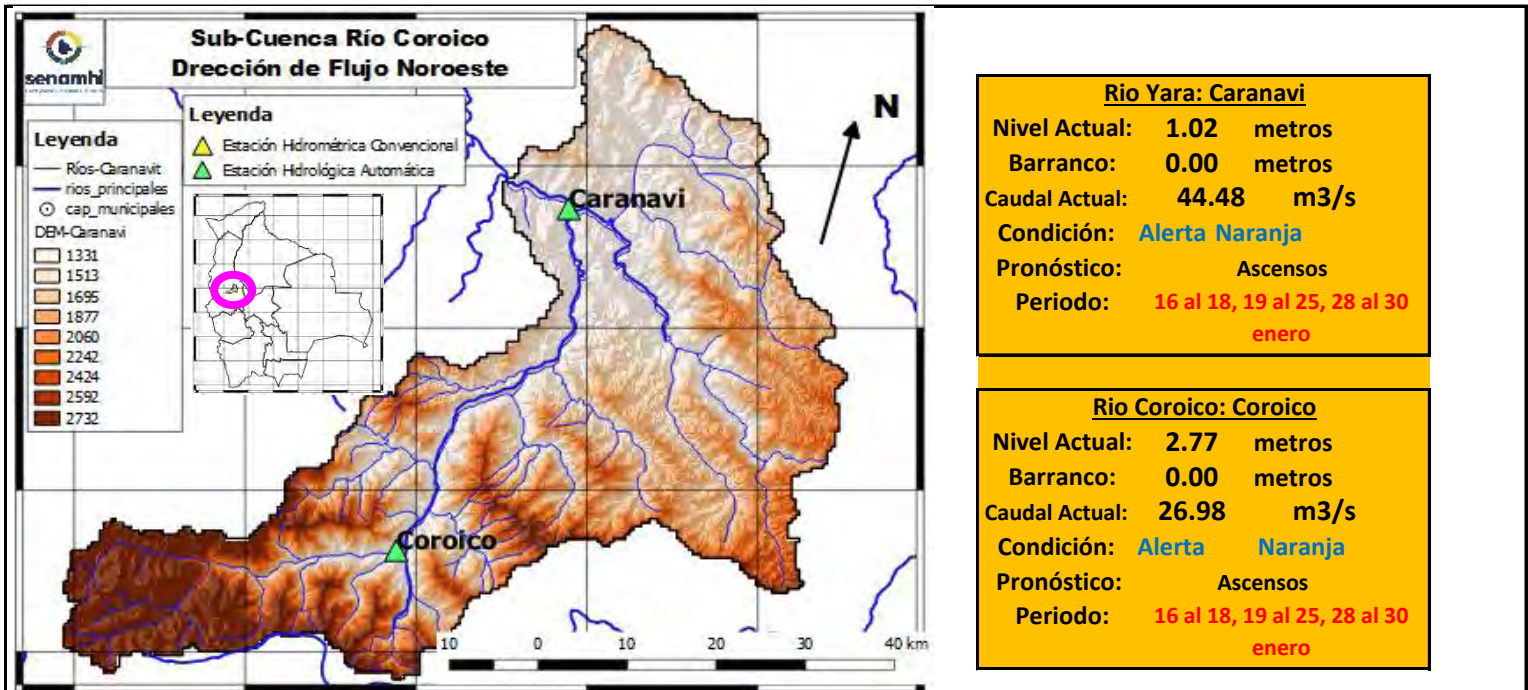 senamhi
Sub-Cuenca Río Coroico
Drección de Flujo Noroeste
Leyenda
Estación Hidrométrica Convencional
Estación Hidrológica Automática
Leyenda
Ríos-Caranavit
rios_principales
cap_municipales
DEM-Caranavi
1331
1513
1695
1877
2060
2242
2424
2592
2732
N
Caranavi
Coroico
10 0 10 20 30 40 km
Rio Yara: Caranavi
Nivel Actual: 1.02 metros
Barranco: 0.00 metros
Caudal Actual: 44.48 m3/s
Condición: Alerta Naranja
Pronóstico: Ascensos
Periodo: 16 al 18, 19 al 25, 28 al 30
enero
Rio Coroico: Coroico
Nivel Actual: 2.77 metros
Barranco: 0.00 metros
Caudal Actual: 26.98 m3/s
Condición: Alerta Naranja
Pronóstico: Ascensos
Periodo: 16 al 18, 19 al 25, 28 al 30
enero